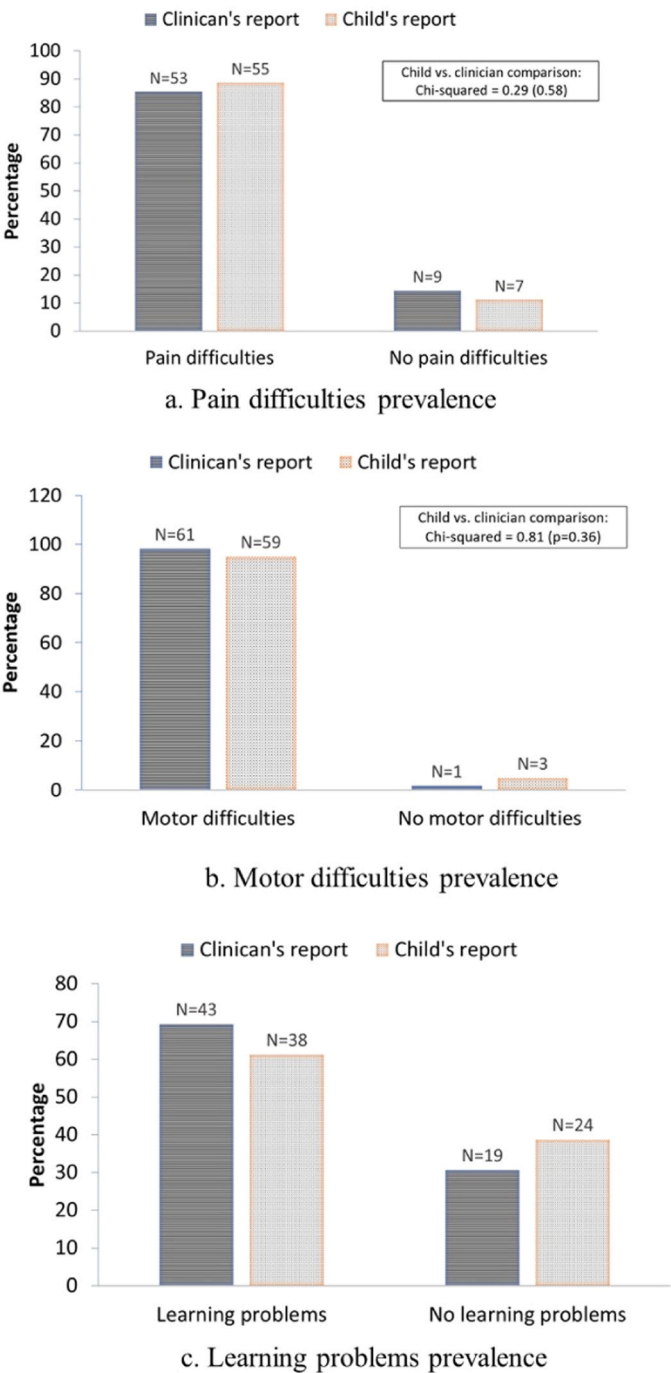 Clinican's report Child's report
100
90
80
70
60
50
40
30
20
10
0
Percentage
N=53
N=55
N=9
N=7
Child vs. clinician comparison:
Chi-squared = 0.29 (0.58)
Pain difficulties No pain difficulties
a. Pain difficulties prevalence
Clinican's report Child's report
120
100
80
60
40
20
0
Percentage
N=61
N=59
N=1
N=3
Child vs. clinician comparison:
Chi-squared = 0.81 (p=0.36)
Motor difficulties No motor difficulties
b. Motor difficulties prevalence
Clinican's report Child's report
80
70
60
50
40
30
20
10
0
Percentage
N=43
N=38
N=19
N=24
Learning problems No learning problems
c. Learning problems prevalence